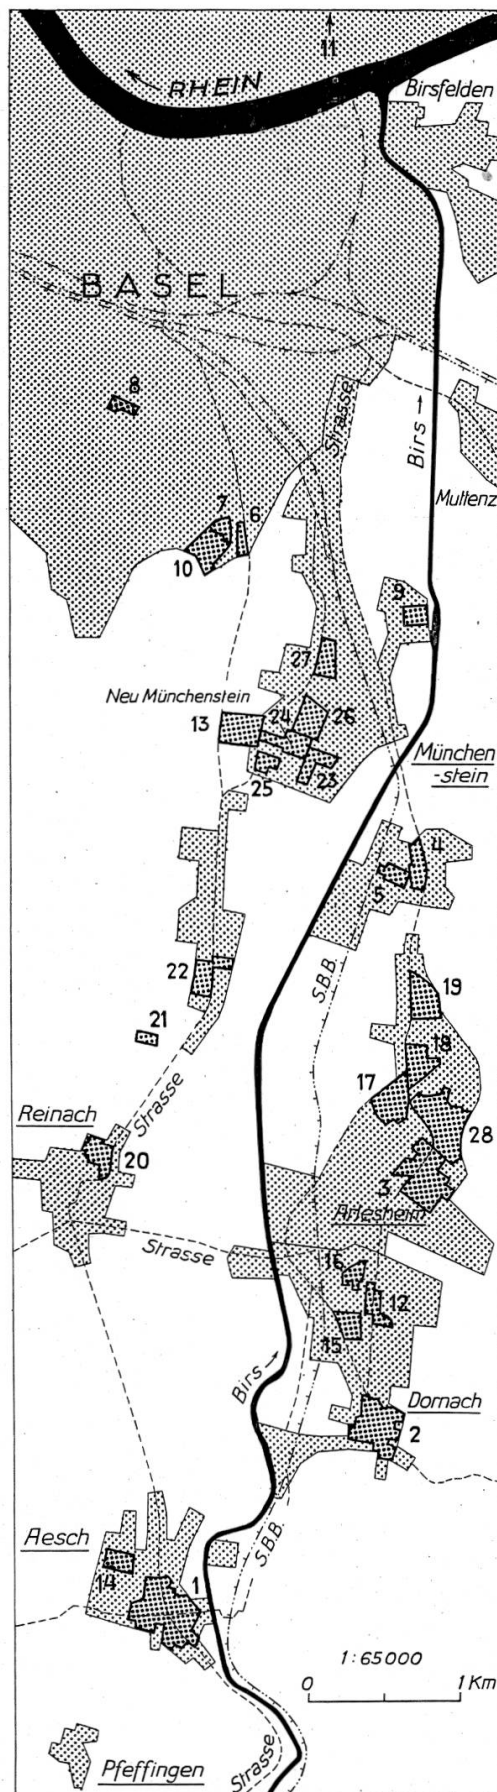 11
RHEIN
Birsfelden
BASEL
8
Strasse
Birs
Muttenz
7
6
10
9
27
Neu Münchenstein
13
24
26
25
23
München
-stein
4
5
S.B.B.
22
19
21
18
17
Strasse
Reinach
20
28
3
Arlesheim
Strasse
16
12
15
Birs
Dornach
2
Aesch
S.B.B.
14
1
1:65000
0
1 Km
Strasse
Pfeffingen